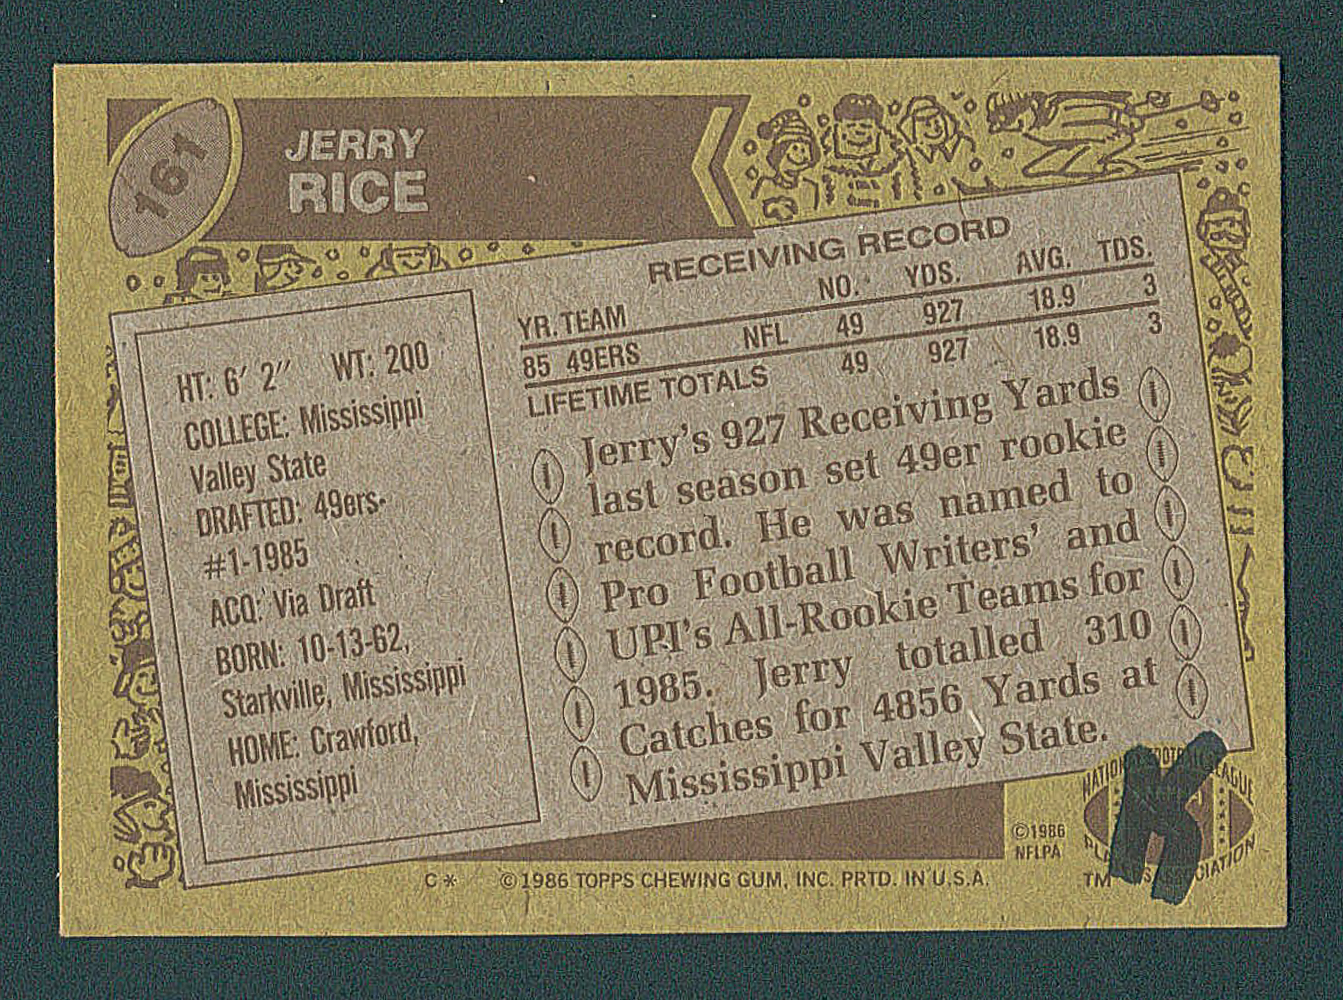 161
JERRY
RICE
RECEIVING RECORD
YR. TEAM NO. YDS. AVG. TDS.
85 49ERS NFL 49 927 18.9 3
LIFETIME TOTALS 49 927 18.9 3
HT: 6′ 2″ WT: 200
COLLEGE: Mississippi
Valley State
DRAFTED: 49ers-
#1-1985
ACQ: Via Draft
BORN: 10-13-62,
Starkville, Mississippi
HOME: Crawford,
Mississippi
Jerry's 927 Receiving Yards
last season set 49er rookie
record. He was named to
Pro Football Writers' and
UPI's All-Rookie Teams for
1985. Jerry totalled 310
Catches for 4856 Yards at
Mississippi Valley State.
©1986
NFLPA
TM
C* ©1986 TOPPS CHEWING GUM, INC. PRTD. IN U.S.A.